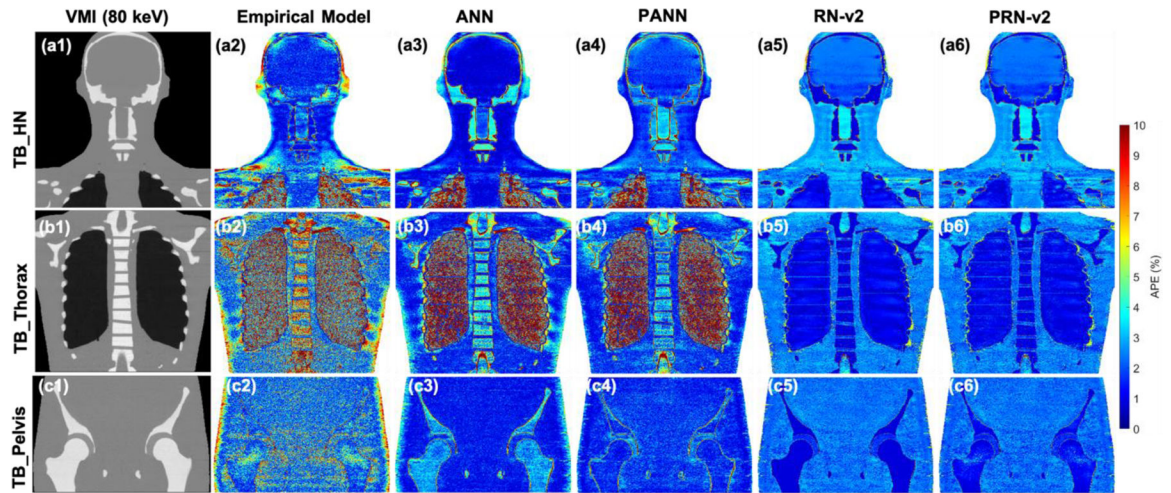 VMI (80 keV) Empirical Model ANN PANN RN-v2 PRN-v2
TB_HN (a1) (a2) (a3) (a4) (a5) (a6)
TB_Thorax (b1) (b2) (b3) (b4) (b5) (b6)
TB_Pelvis (c1) (c2) (c3) (c4) (c5) (c6)
10
9
8
7
6
5
4
3
2
1
0
APE (%)